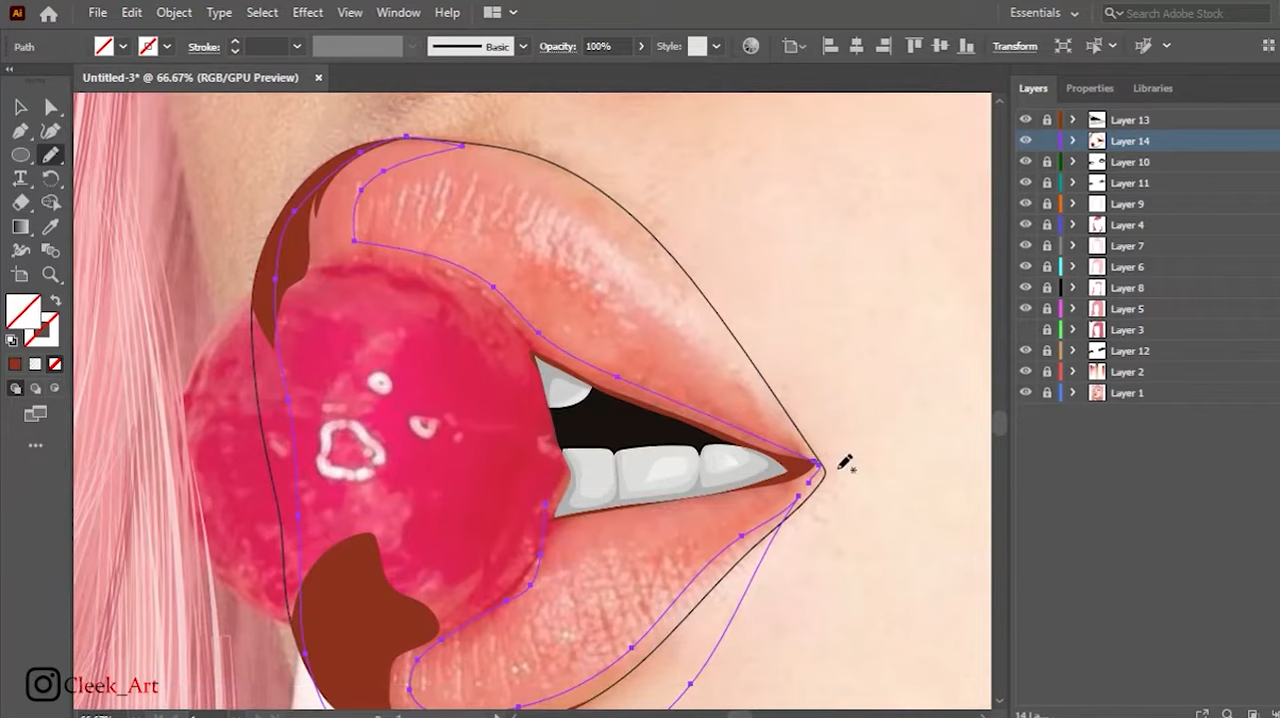 Ai File Edit Object Type Select Effect View Window Help Essentials Search Adobe Stock
Path Stroke: Basic Opacity: 100% Style: Transform
Untitled-3* @ 66.67% (RGB/GPU Preview) ×
Layers Properties Libraries
Layer 13
Layer 14
Layer 10
Layer 11
Layer 9
Layer 4
Layer 7
Layer 6
Layer 8
Layer 5
Layer 3
Layer 12
Layer 2
Layer 1
Cleek_Art